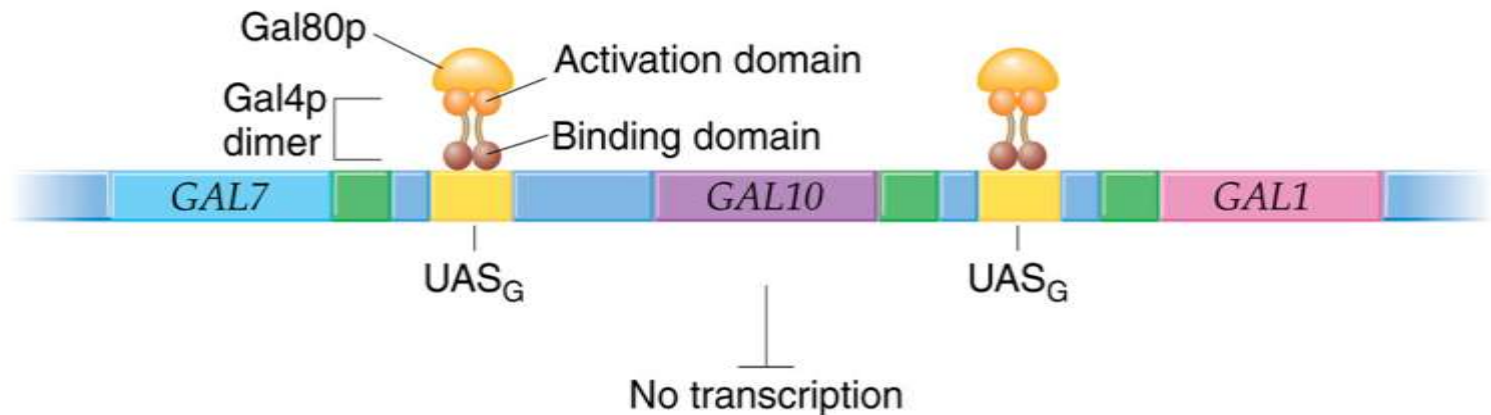 Gal80p
Activation domain
Gal4p
dimer
Binding domain
GAL7
GAL10
GAL1
UASG
UASG
No transcription